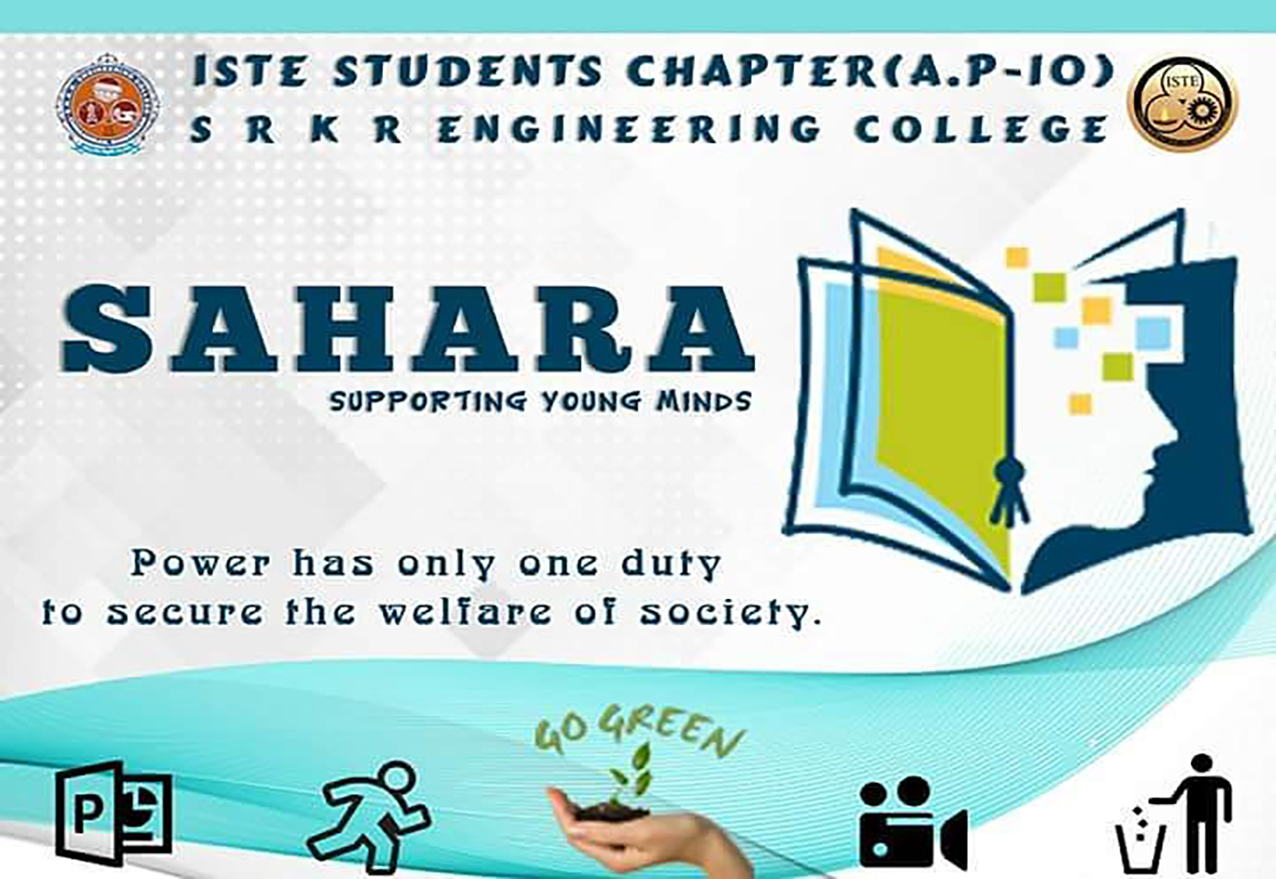 ISTE STUDENTS CHAPTER(A.P-10)
S R K R ENGINEERING COLLEGE
ISTE
SAHARA
SUPPORTING YOUNG MINDS
Power has only one duty
to secure the welfare of society.
GO GREEN
P